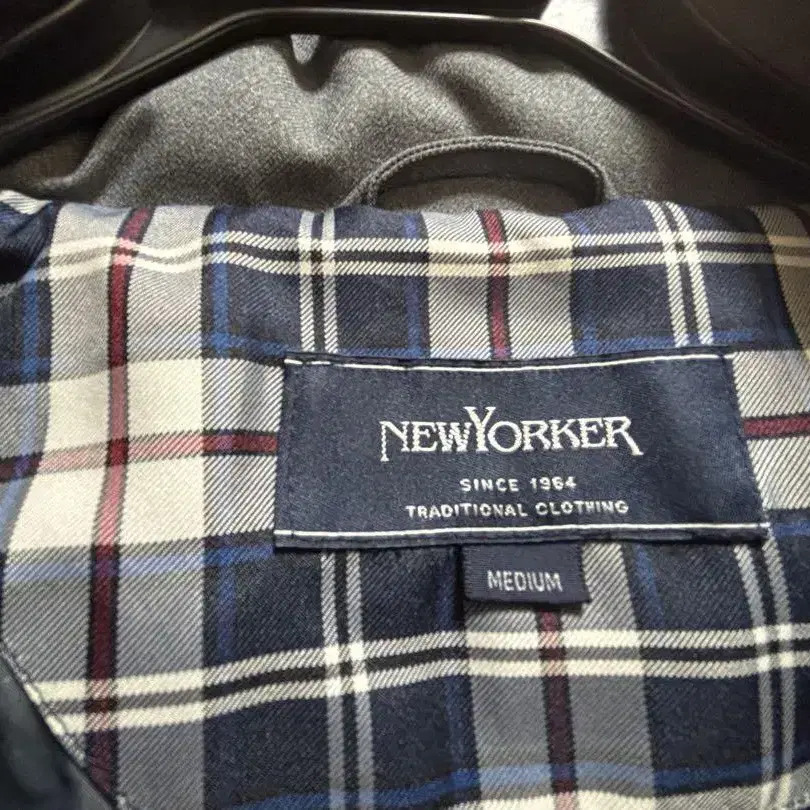 NEWYORKER
SINCE 1964
TRADITIONAL CLOTHING
MEDIUM